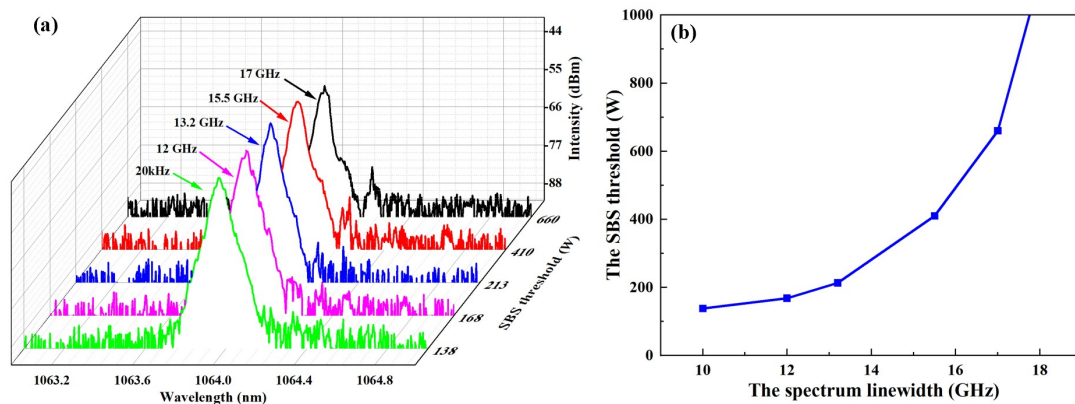 (a)
17 GHz
15.5 GHz
13.2 GHz
12 GHz
20kHz
-44
-55
-66
-77
-88
Intensity (dBm)
660
410
213
168
138
SBS threshold (W)
1063.2 1063.6 1064.0 1064.4 1064.8
Wavelength (nm)
(b)
1000
800
600
400
200
0
The SBS threshold (W)
10 12 14 16 18
The spectrum linewidth (GHz)